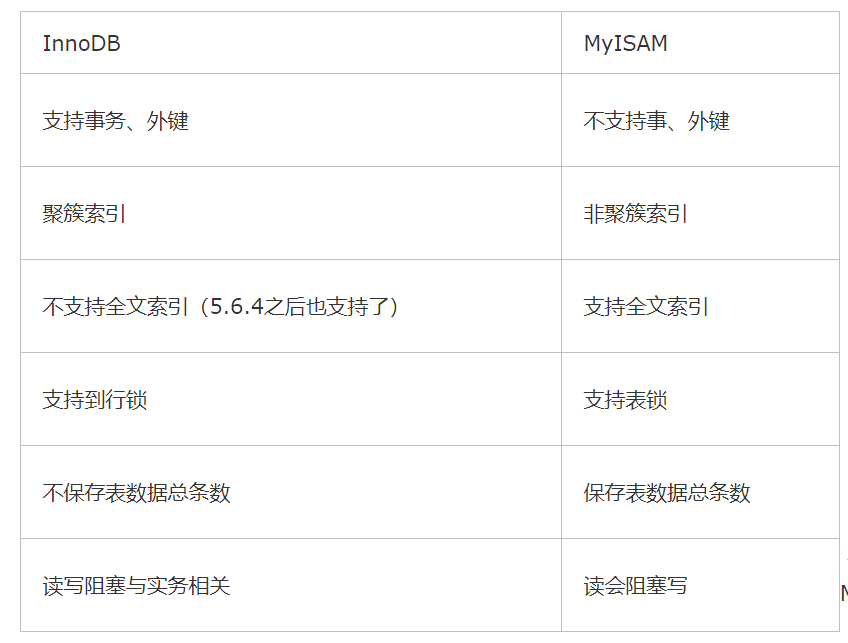 InnoDB
MyISAM
支持事务、外键
不支持事、外键
聚簇索引
非聚簇索引
不支持全文索引（5.6.4之后也支持了）
支持全文索引
支持到行锁
支持表锁
不保存表数据总条数
保存表数据总条数
读写阻塞与实务相关
读会阻塞写